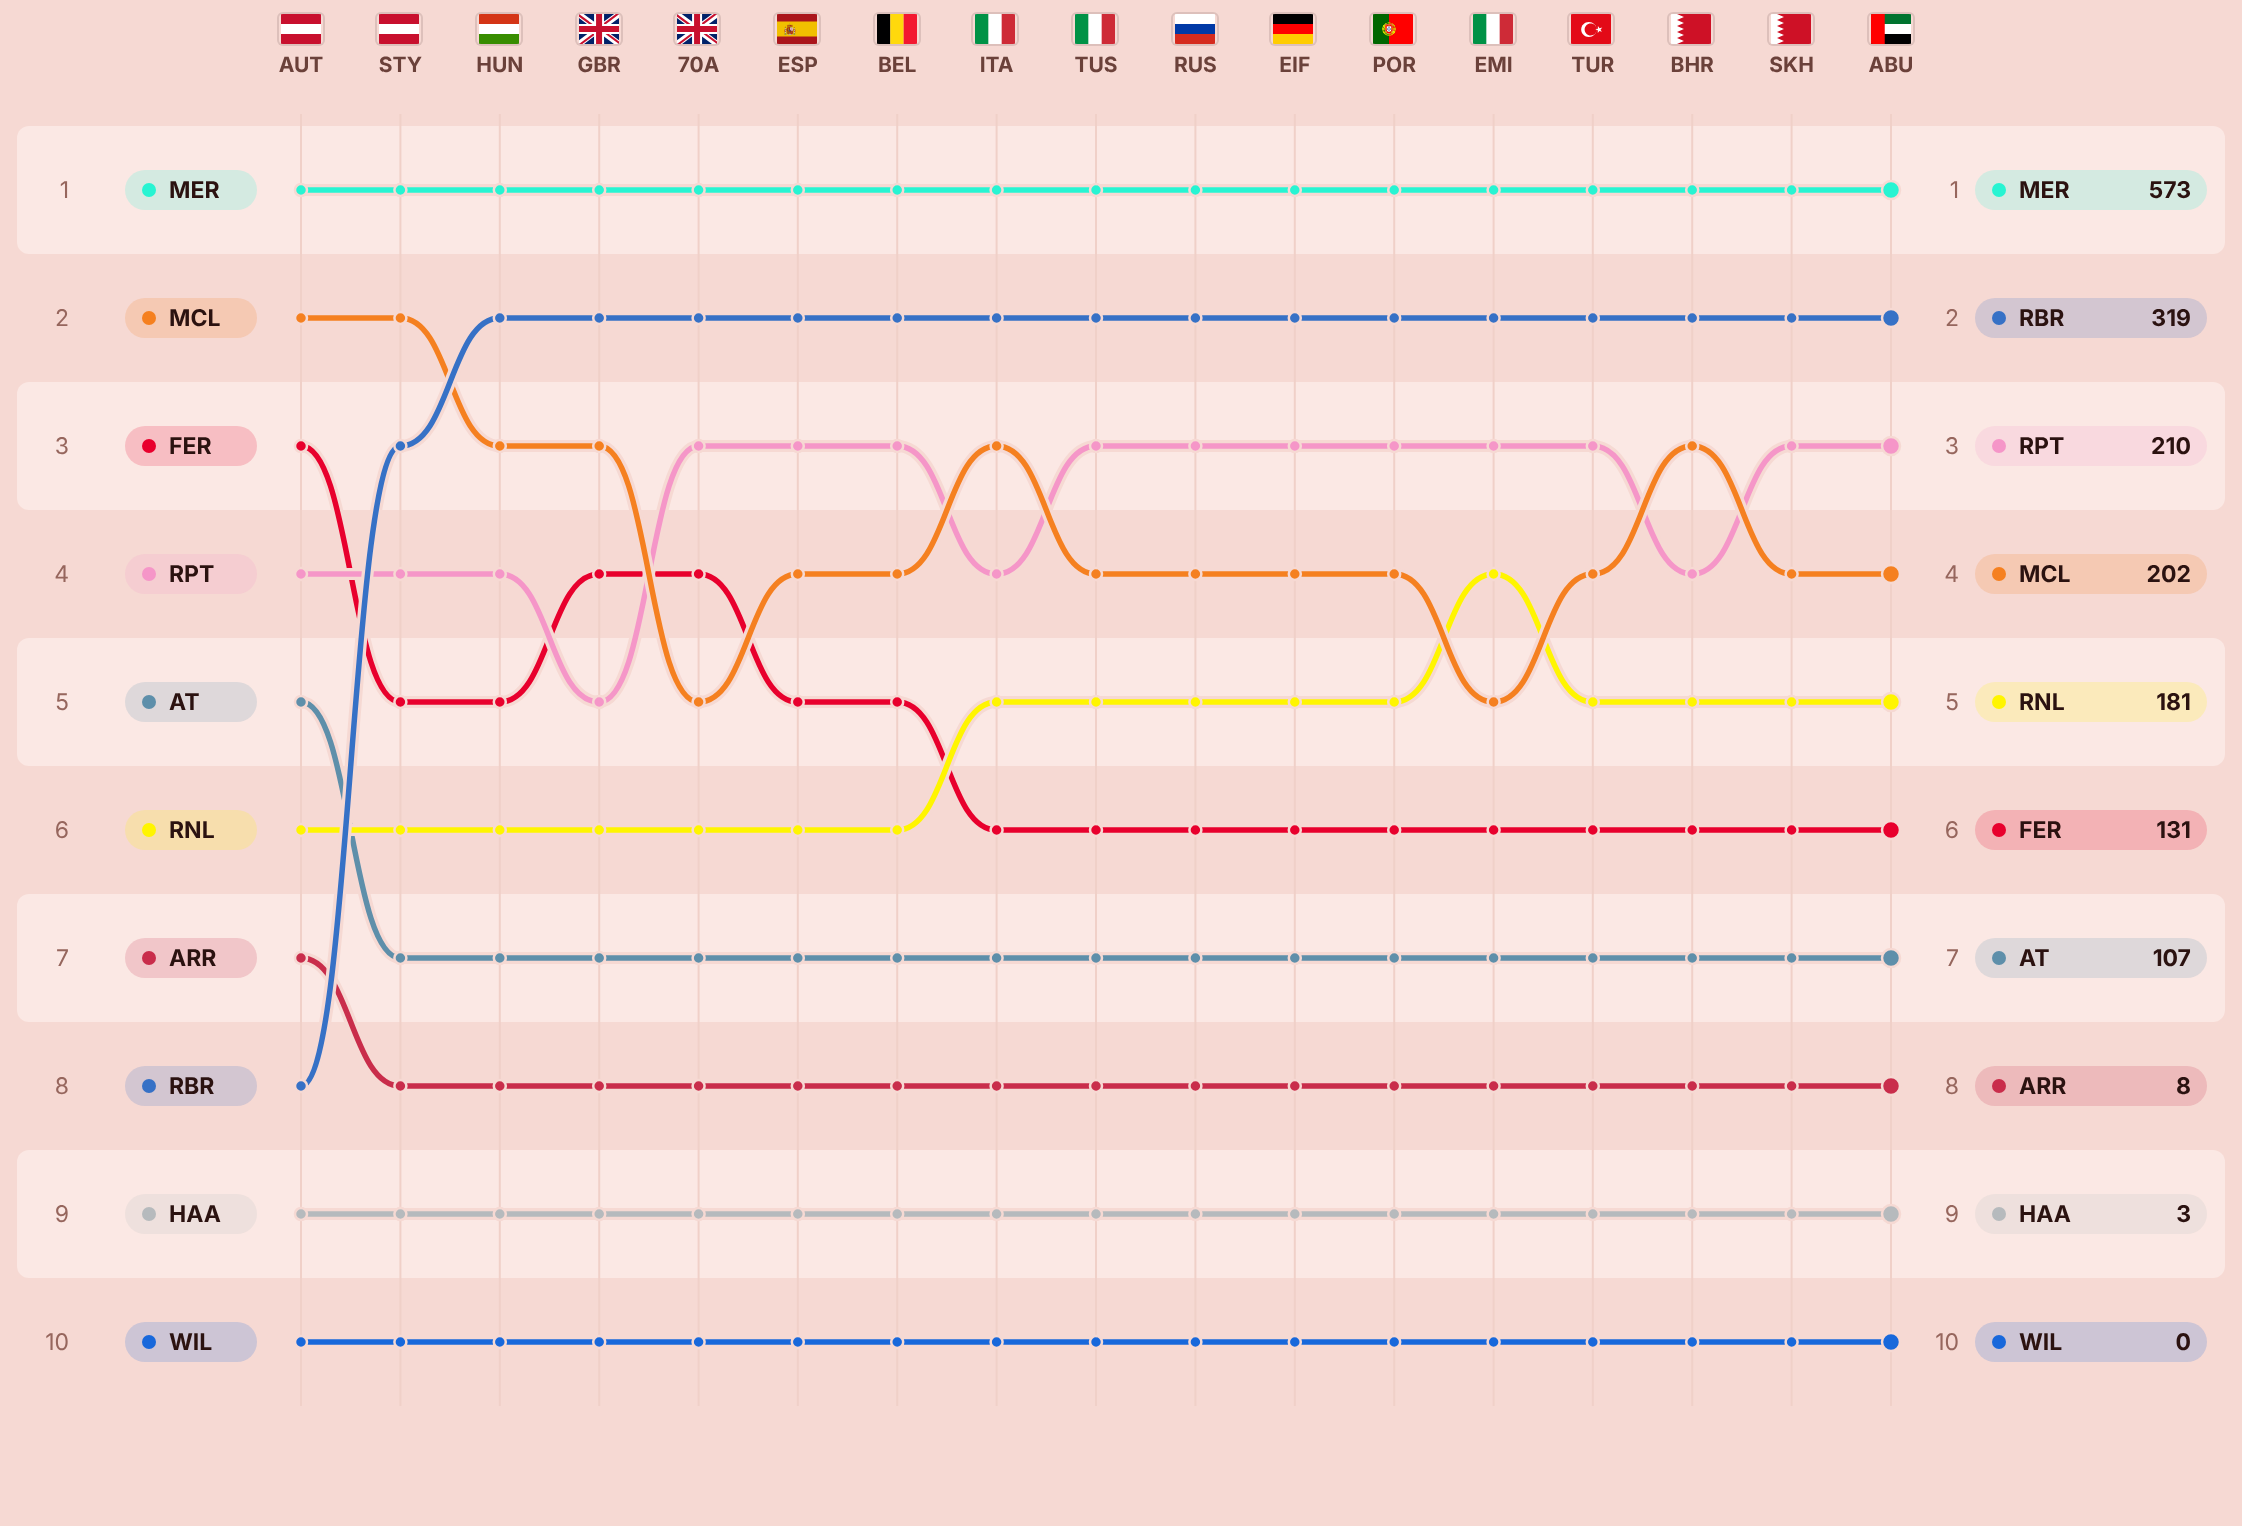 AUT STY HUN GBR 70A ESP BEL ITA TUS RUS EIF POR EMI TUR BHR SKH ABU
1 MER 1 MER 573
2 MCL 2 RBR 319
3 FER 3 RPT 210
4 RPT 4 MCL 202
5 AT 5 RNL 181
6 RNL 6 FER 131
7 ARR 7 AT 107
8 RBR 8 ARR 8
9 HAA 9 HAA 3
10 WIL 10 WIL 0